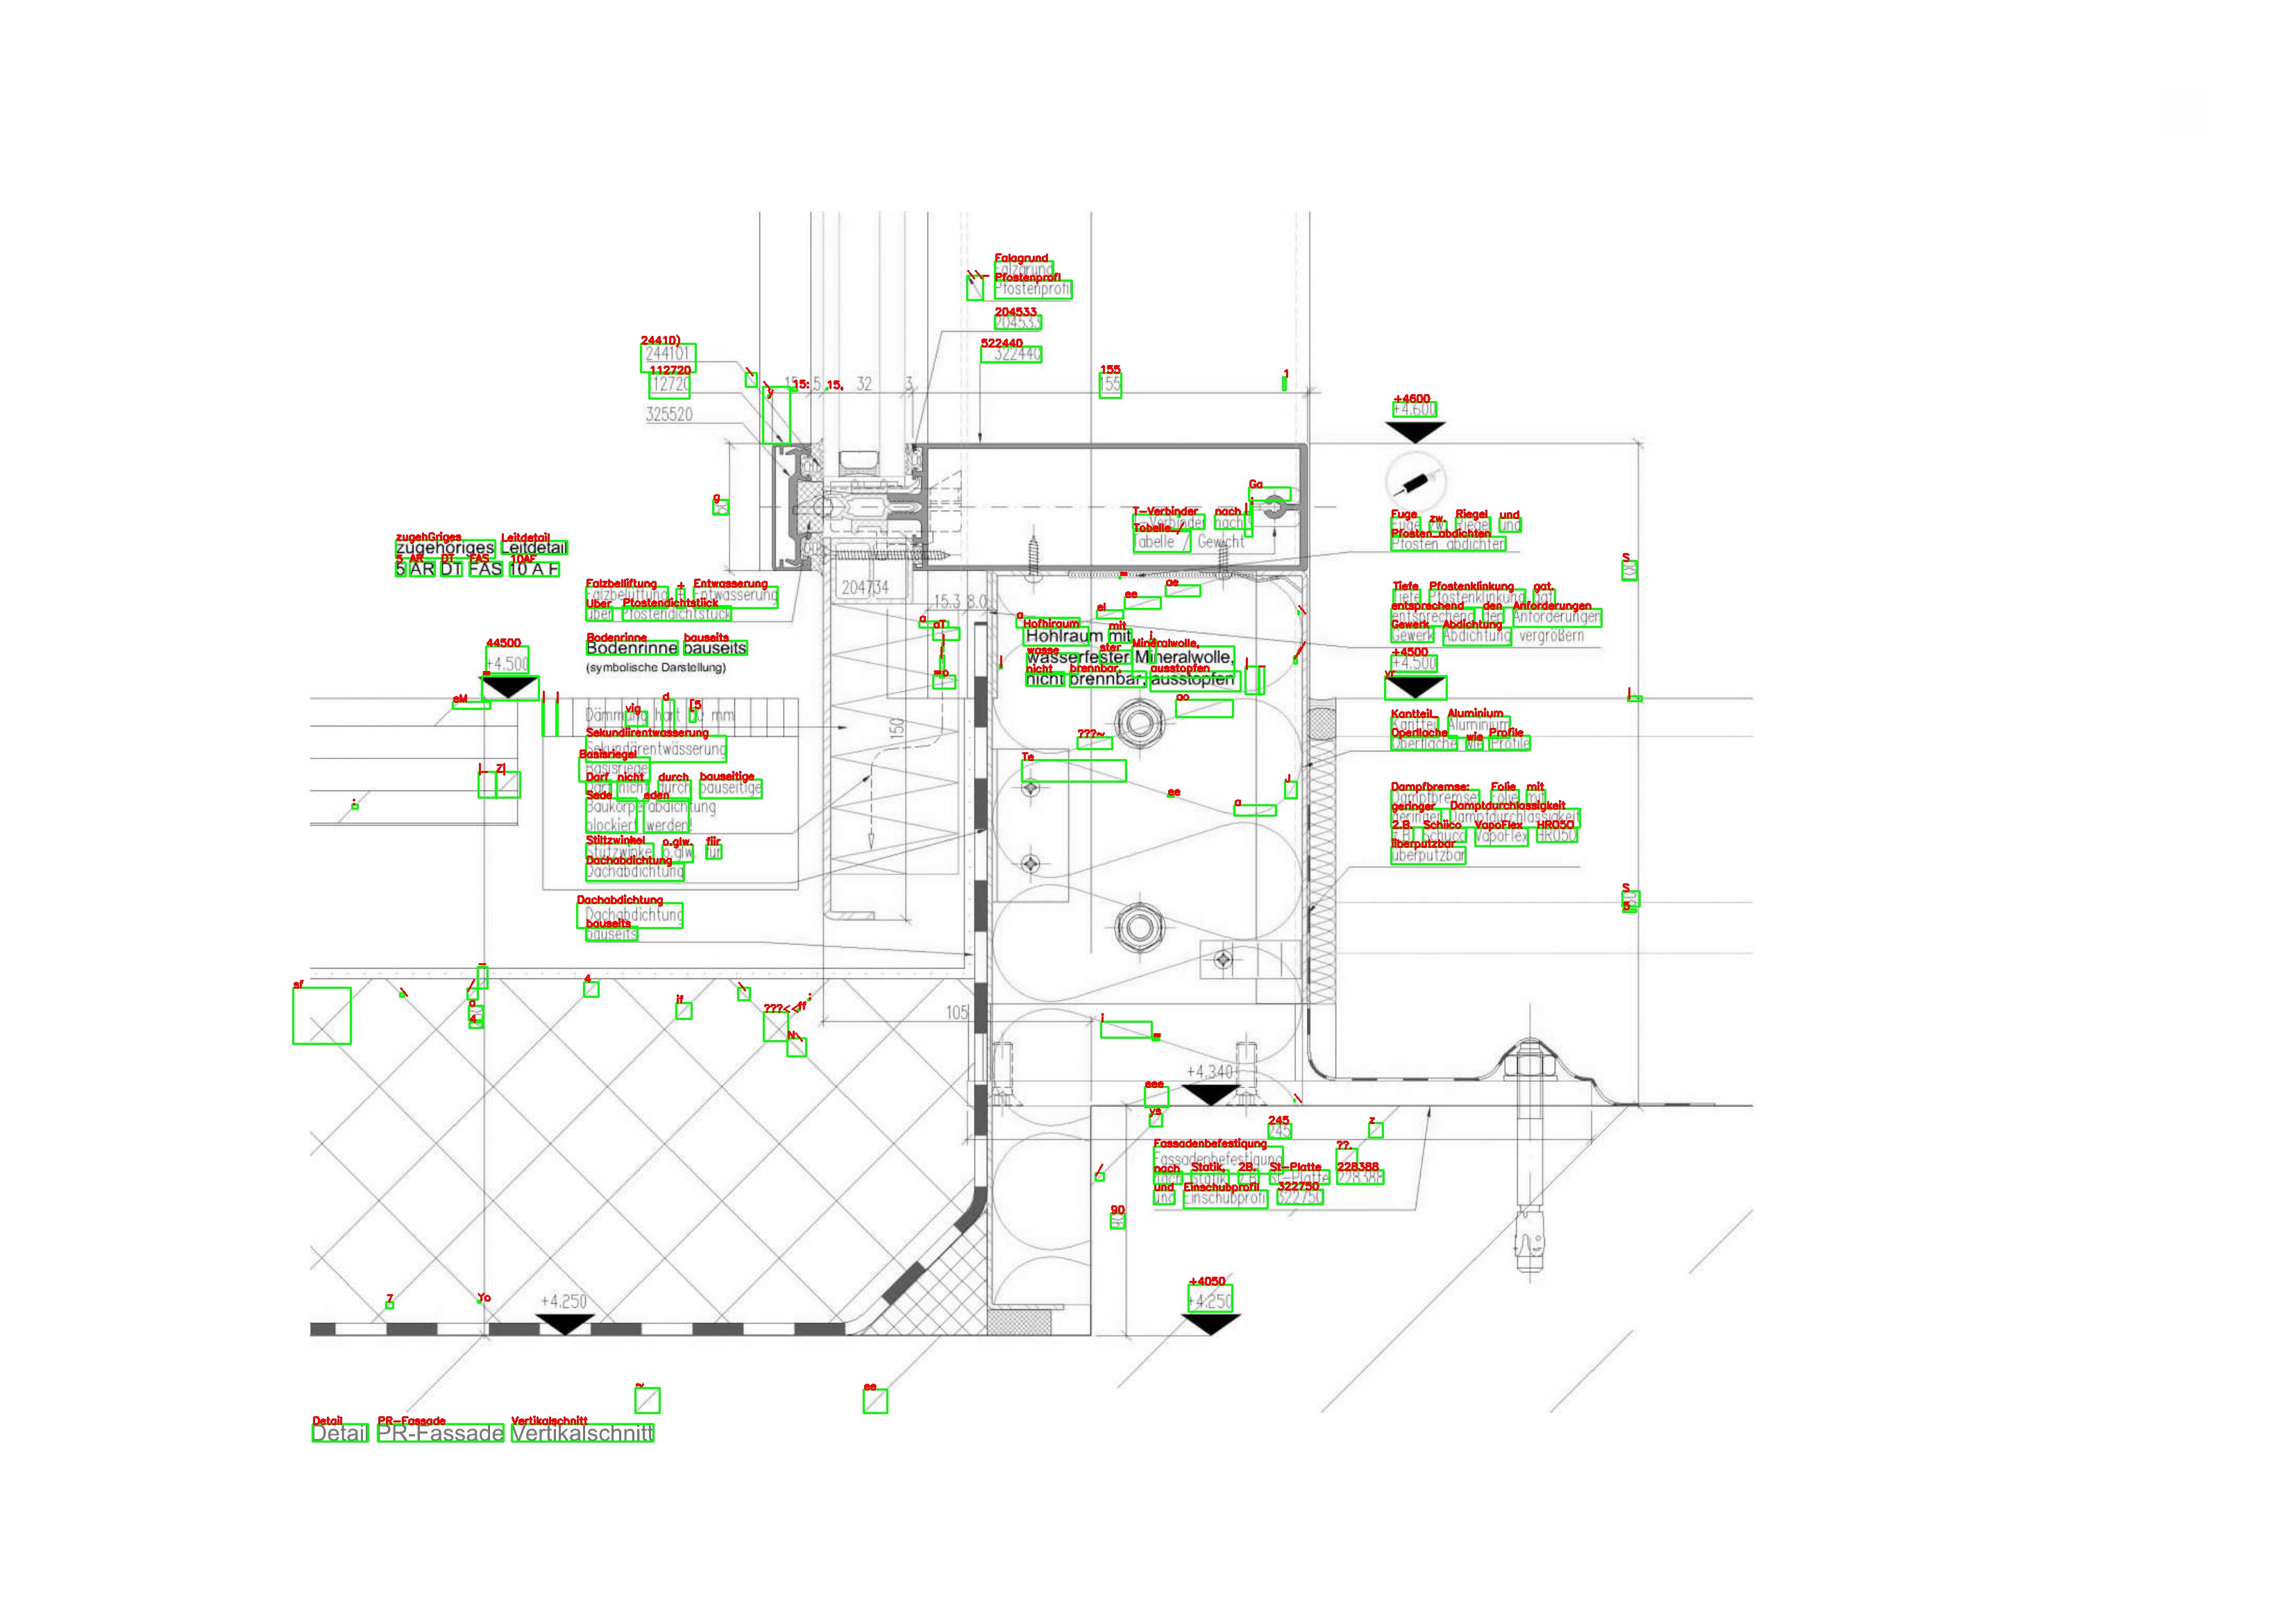 Falzgrund
Pfostenprofil
204533
322440
244101
112720
325520
15 5 15, 32 3 155
+4.600
T-Verbinder nach
Tabelle / Gewicht
Fuge zw. Riegel und
Pfosten abdichten
zugehöriges Leitdetail
5 AR DT FAS 10 A F
Falzbelüftung + Entwässerung
über Pfostendichtstück
204734
15.3 8.0
Tiefe Pfostenklinkung gat.
entsprechend den Anforderungen
Gewerk Abdichtung vergrößern
Bodenrinne bauseits
(symbolische Darstellung)
Hohlraum mit
wasserfester Mineralwolle,
nicht brennbar, ausstopfen
+4.500
+4.500
Dämmung hart mm
Sekundärentwässerung
Basisriegel
Darf nicht durch bauseitige
Baukörperabdichtung
blockiert werden!
150
Kantteil Aluminium
Oberfläche wie Profile
Dampfbremse: Folie mit
geringer Dampfdurchlässigkeit
z.B. Schüco VapoFlex HR050
überputzbar
Stützwinkel o.glw. für
Dachabdichtung
Dachabdichtung
bauseits
105
+4.340
245
Fassadenbefestigung
nach Statik, z.B. St-Platte 228388
und Einschubprofil 322750
90
+4.250
+4.250
Detail PR-Fassade Vertikalschnitt